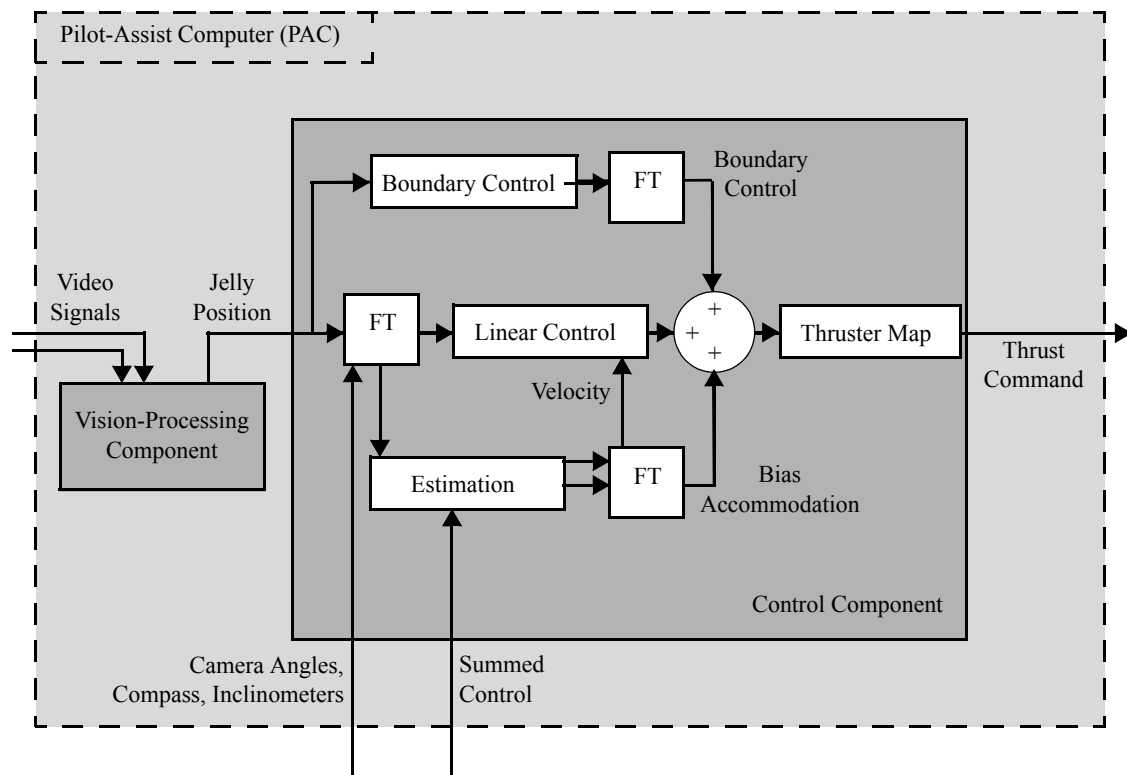 Pilot-Assist Computer (PAC)
Boundary Control
FT
Boundary
Control
Video
Signals
Jelly
Position
FT
Linear Control
+
+
+
Thruster Map
Thrust
Command
Velocity
Vision-Processing
Component
Estimation
FT
Bias
Accommodation
Control Component
Camera Angles,
Compass, Inclinometers
Summed
Control